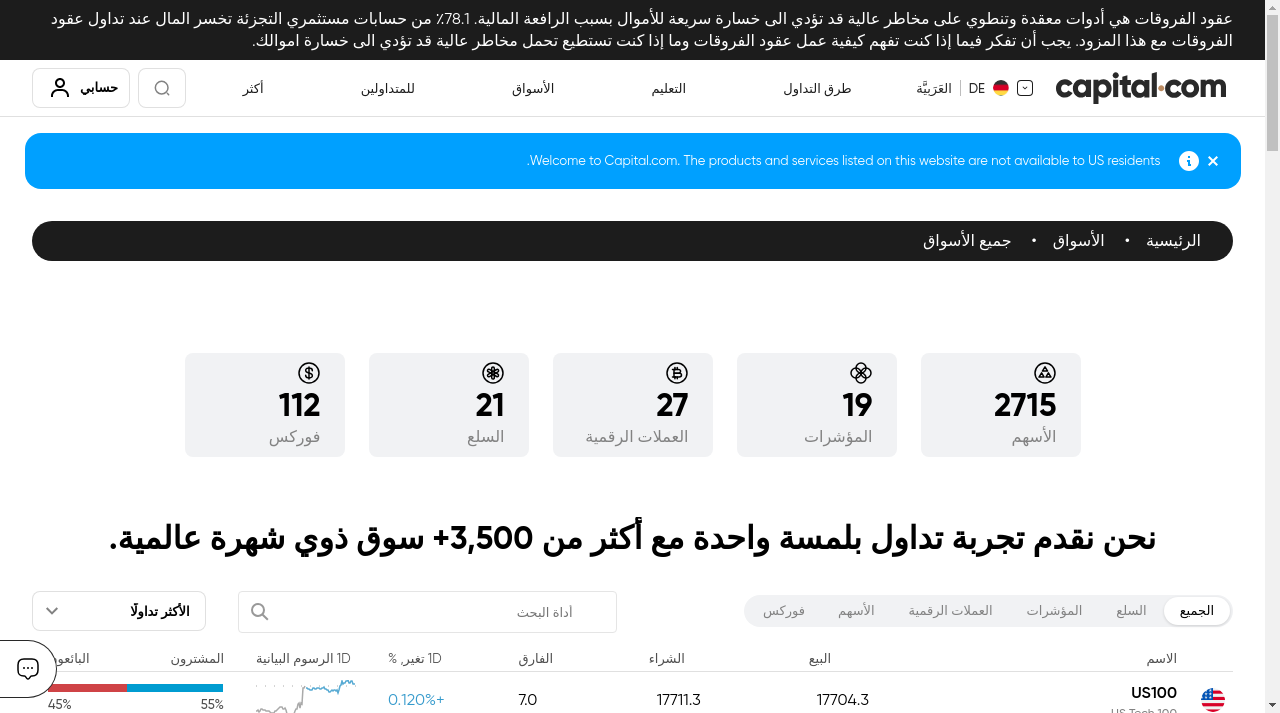 عقود الفروقات هي أدوات معقدة وتنطوي على مخاطر عالية قد تؤدي الى خسارة سريعة للأموال بسبب الرافعة المالية. 78.1٪ من حسابات مستثمري التجزئة تخسر المال عند تداول عقود
الفروقات مع هذا المزود. يجب أن تفكر فيما إذا كنت تفهم كيفية عمل عقود الفروقات وما إذا كنت تستطيع تحمل مخاطر عالية قد تؤدي الى خسارة اموالك.
capital.com
DE العَرَبيَّة
طرق التداول
التعليم
الأسواق
للمتداولين
أكثر
حسابي
Welcome to Capital.com. The products and services listed on this website are not available to US residents.
الرئيسية • الأسواق • جميع الأسواق
2715
الأسهم
19
المؤشرات
27
العملات الرقمية
21
السلع
112
فوركس
نحن نقدم تجربة تداول بلمسة واحدة مع أكثر من 3,500+ سوق ذوي شهرة عالمية.
الجميع السلع المؤشرات العملات الرقمية الأسهم فوركس
أداة البحث
الأكثر تداولًا
الاسم البيع الشراء الفارق 1D تغير, % 1D الرسوم البيانية المشترون البائعون
US100 17704.3 17711.3 7.0 +0.120%
55% 45%
US Tech 100